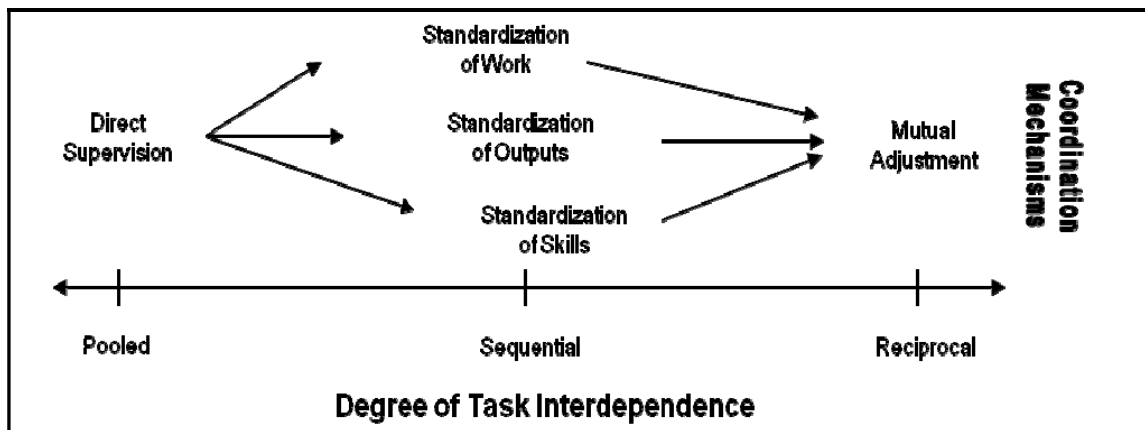 Standardization
of Work
Direct
Supervision
Standardization
of Outputs
Mutual
Adjustment
Standardization
of Skills
Coordination
Mechanisms
Pooled
Sequential
Reciprocal
Degree of Task Interdependence